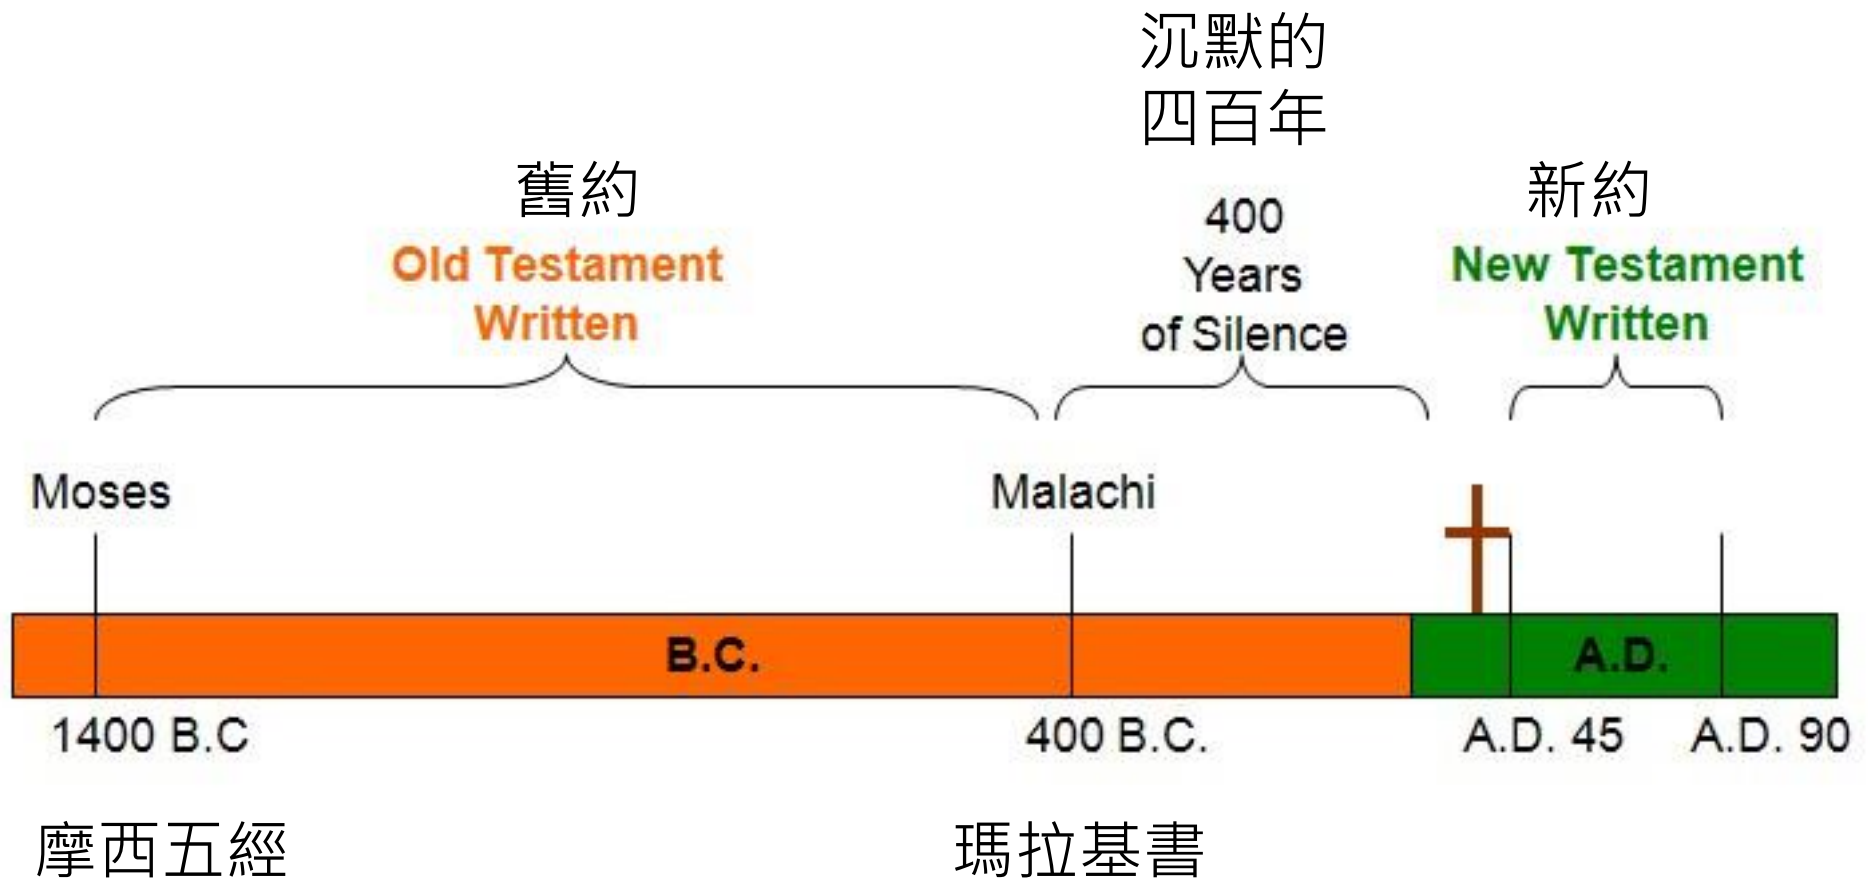 沉默的
四百年
舊約
新約
400
Years
of Silence
Old Testament
Written
New Testament
Written
Moses
Malachi
B.C.
A.D.
1400 B.C
400 B.C.
A.D. 45
A.D. 90
摩西五經
瑪拉基書